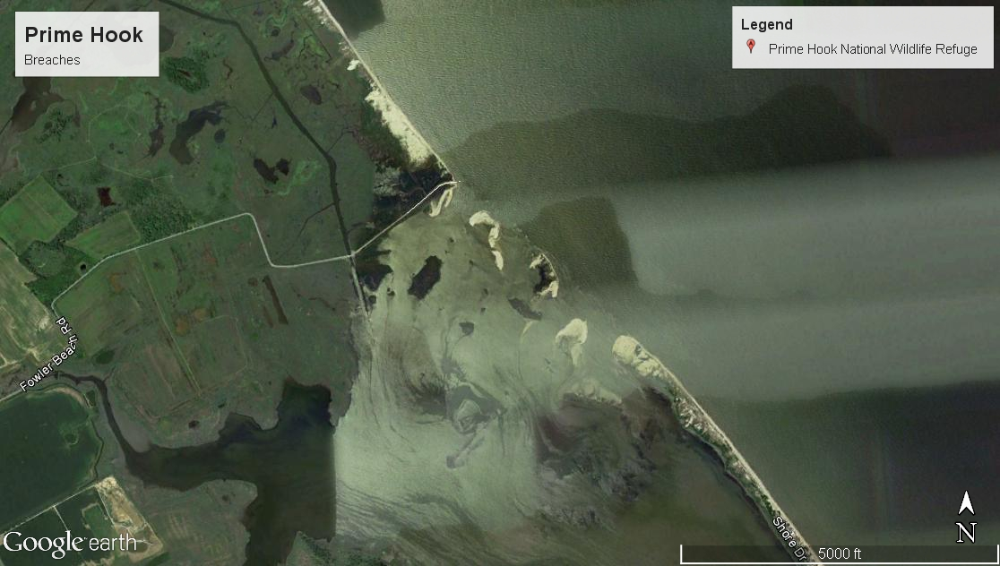 Prime Hook
Breaches
Legend
Prime Hook National Wildlife Refuge
Fowler Beach Rd
Shore Dr
N
Google earth
5000 ft